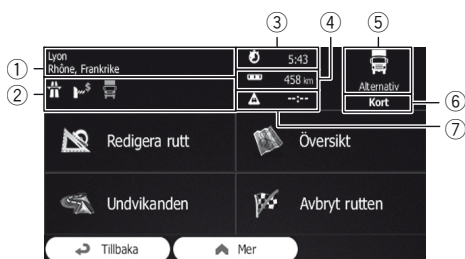 ③ ④ ⑤
① Lyon
Rhône, Frankrike
5:43
458 km
--:--
Alternativ
Kort
② $
⑥
⑦
Redigera rutt
Översikt
Undvikanden
Avbryt rutten
Tillbaka
Mer